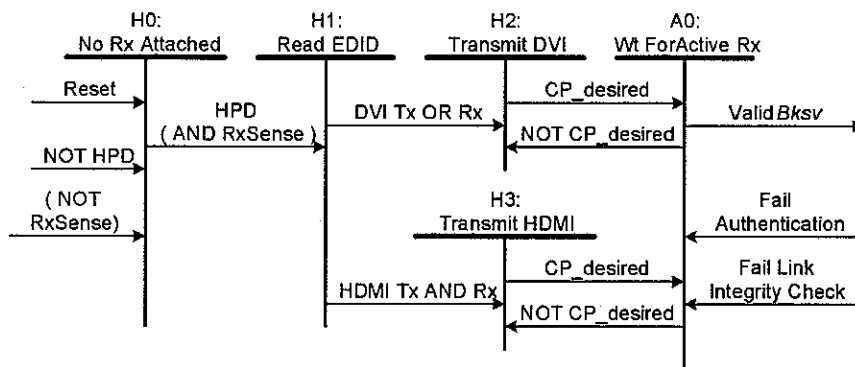 H0:
No Rx Attached
H1:
Read EDID
H2:
Transmit DVI
A0:
Wt ForActive Rx
Reset
HPD
( AND RxSense )
NOT HPD
( NOT
RxSense)
DVI Tx OR Rx
CP_desired
NOT CP_desired
Valid Bksv
H3:
Transmit HDMI
HDMI Tx AND Rx
CP_desired
NOT CP_desired
Fail
Authentication
Fail Link
Integrity Check